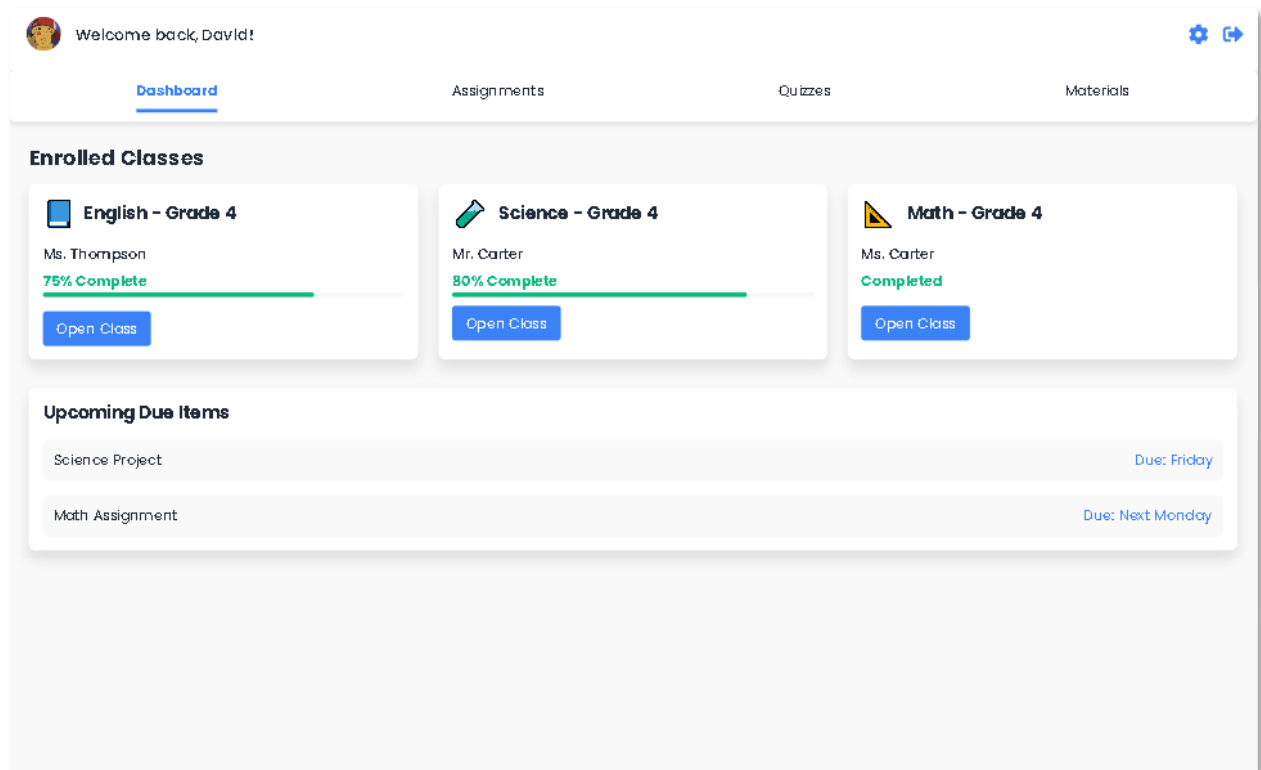 Welcome back, David!
Dashboard
Assignments
Quizzes
Materials
Enrolled Classes
English - Grade 4
Ms. Thompson
75% Complete
Open Class
Science - Grade 4
Mr. Carter
80% Complete
Open Class
Math - Grade 4
Ms. Carter
Completed
Open Class
Upcoming Due Items
Science Project
Due: Friday
Math Assignment
Due: Next Monday